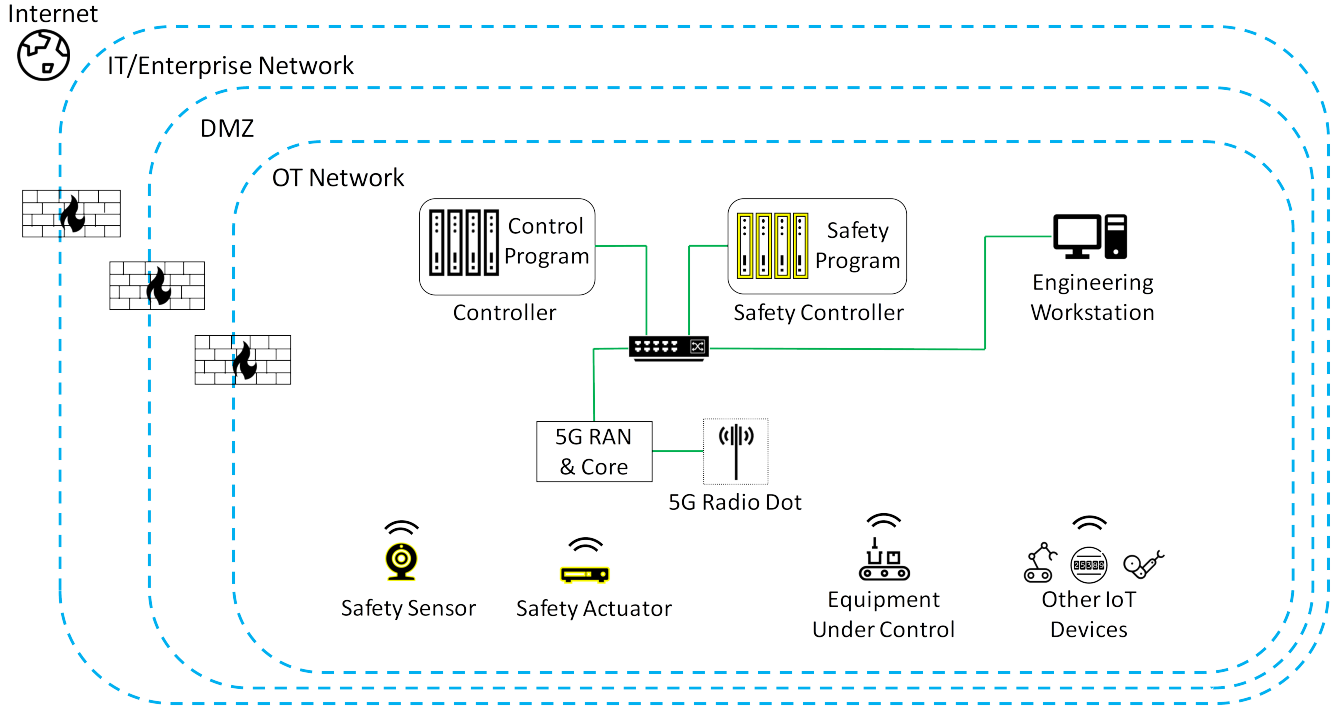 Internet
IT/Enterprise Network
DMZ
OT Network
Control
Program
Controller
Safety
Program
Safety Controller
Engineering
Workstation
5G RAN
& Core
5G Radio Dot
Safety Sensor
Safety Actuator
Equipment
Under Control
25385
Other IoT
Devices